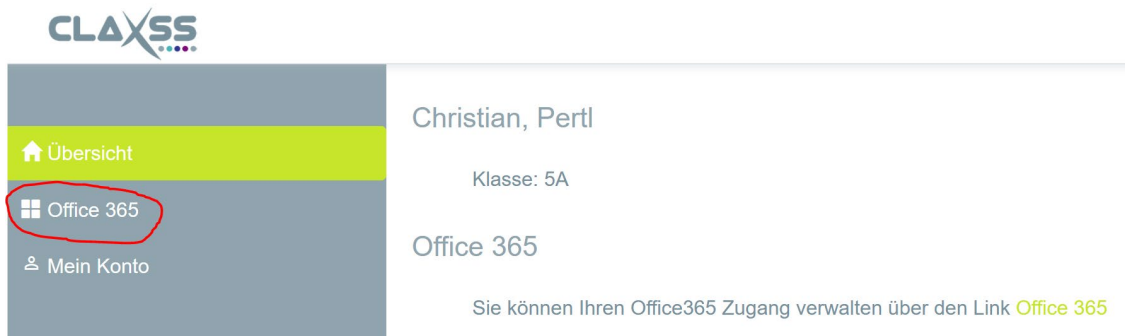 CLAXSS
Christian, Pertl
Übersicht
Klasse: 5A
Office 365
Office 365
Mein Konto
Sie können Ihren Office365 Zugang verwalten über den Link Office 365